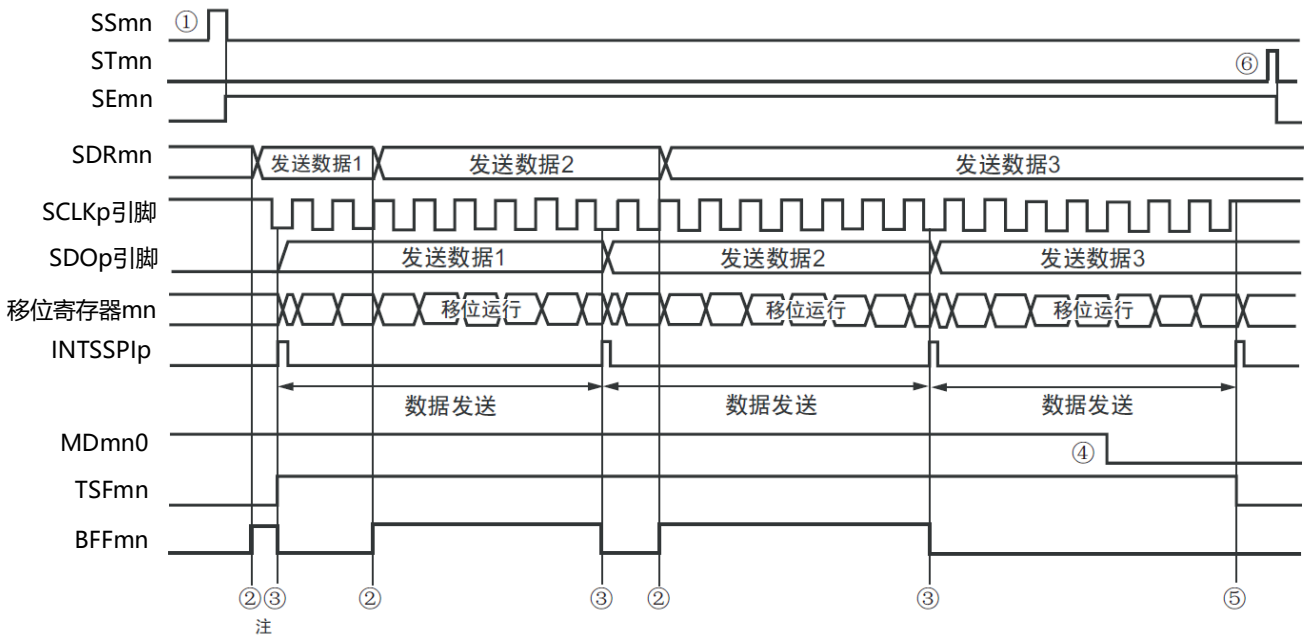 SSmn ①
STmn ⑥
SEmn
SDRmn 发送数据1 发送数据2 发送数据3
SCLKp引脚
SDOp引脚 发送数据1 发送数据2 发送数据3
移位寄存器mn 移位运行 移位运行 移位运行
INTSSPIp
数据发送 数据发送 数据发送
MDmn0 ④
TSFmn
BFFmn
②③ ② ③ ② ③ ⑤
注